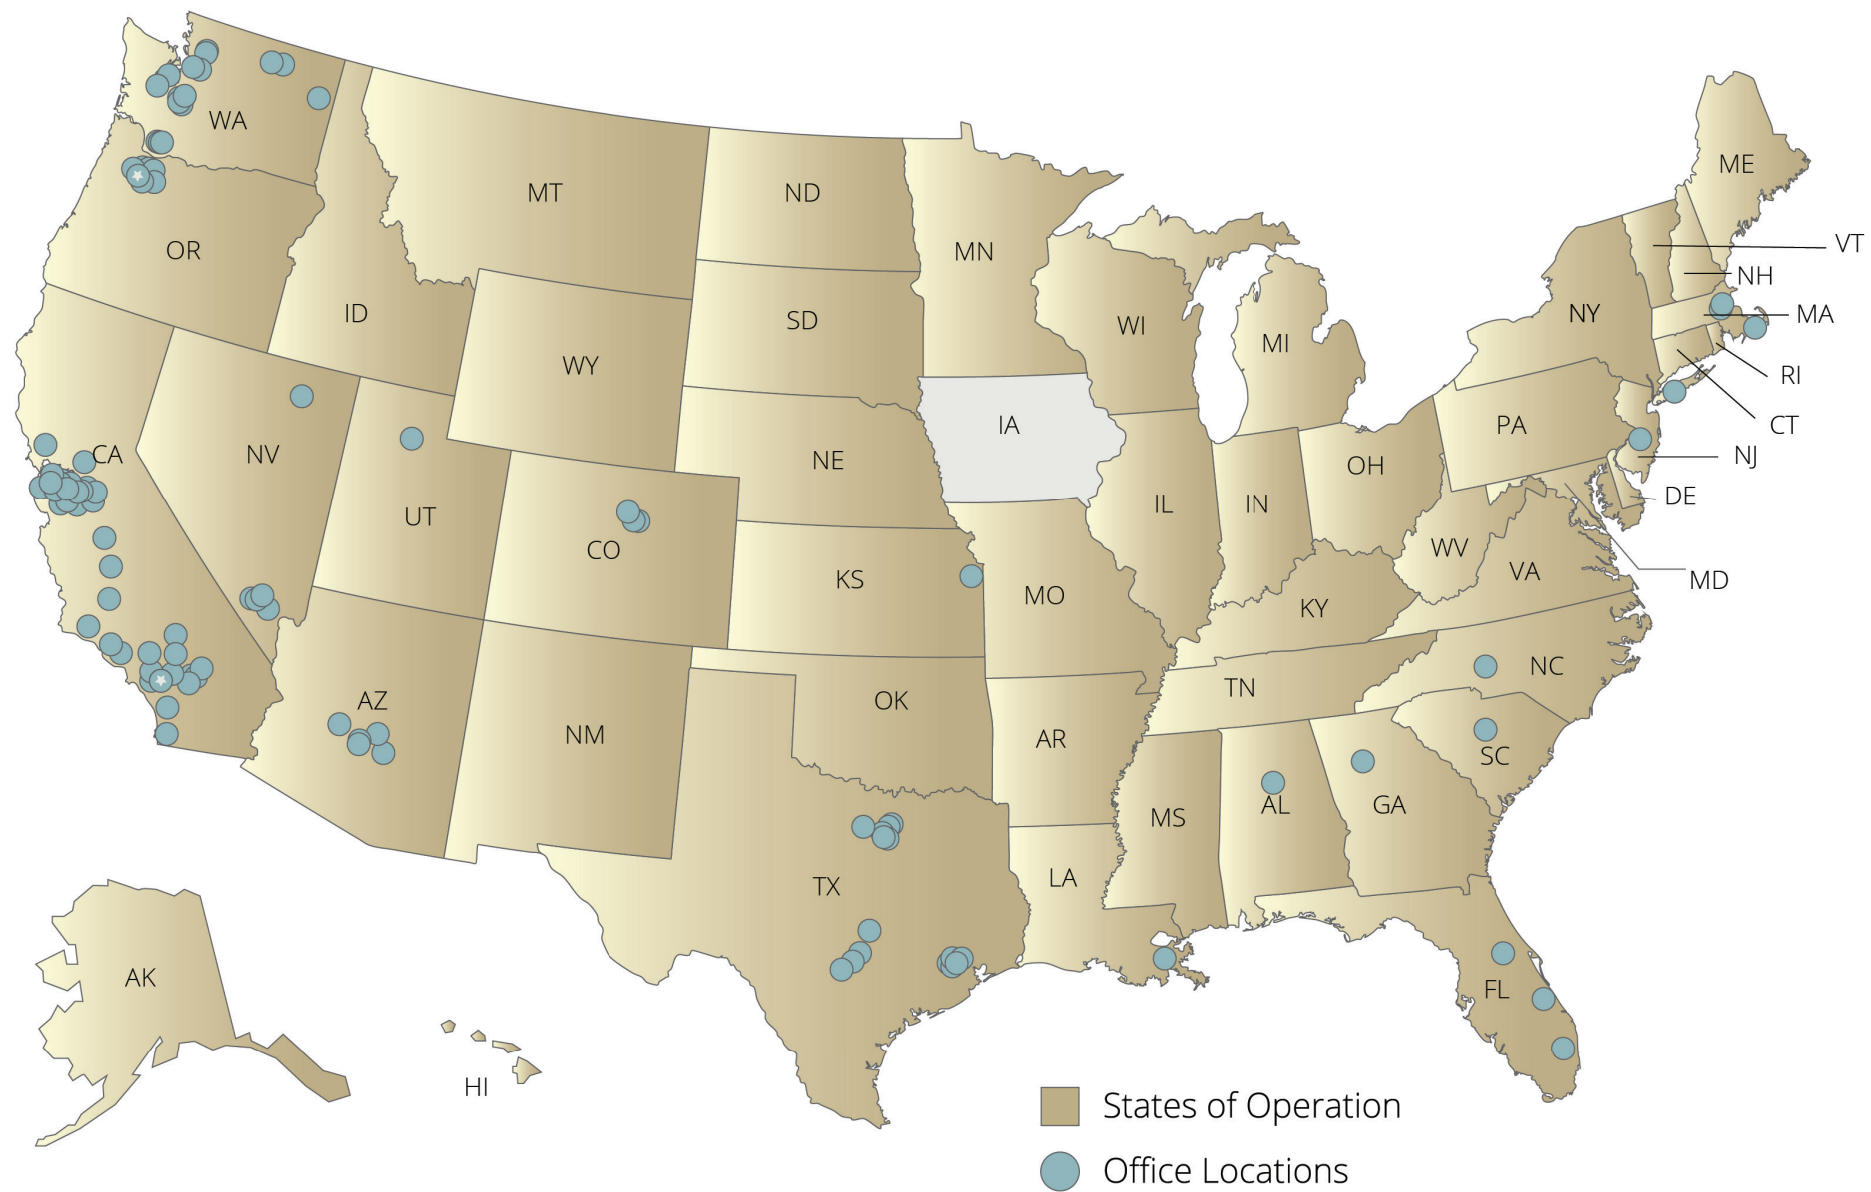 WA
ME
MT
ND
OR
MN
VT
NH
ID
SD
WI
MI
NY
MA
WY
RI
CA
NV
NE
IA
PA
CT
OH
NJ
UT
CO
IL
IN
DE
KS
MO
WV
VA
MD
KY
AZ
NM
OK
TN
NC
AR
SC
MS
AL
GA
TX
LA
AK
FL
HI
States of Operation
Office Locations